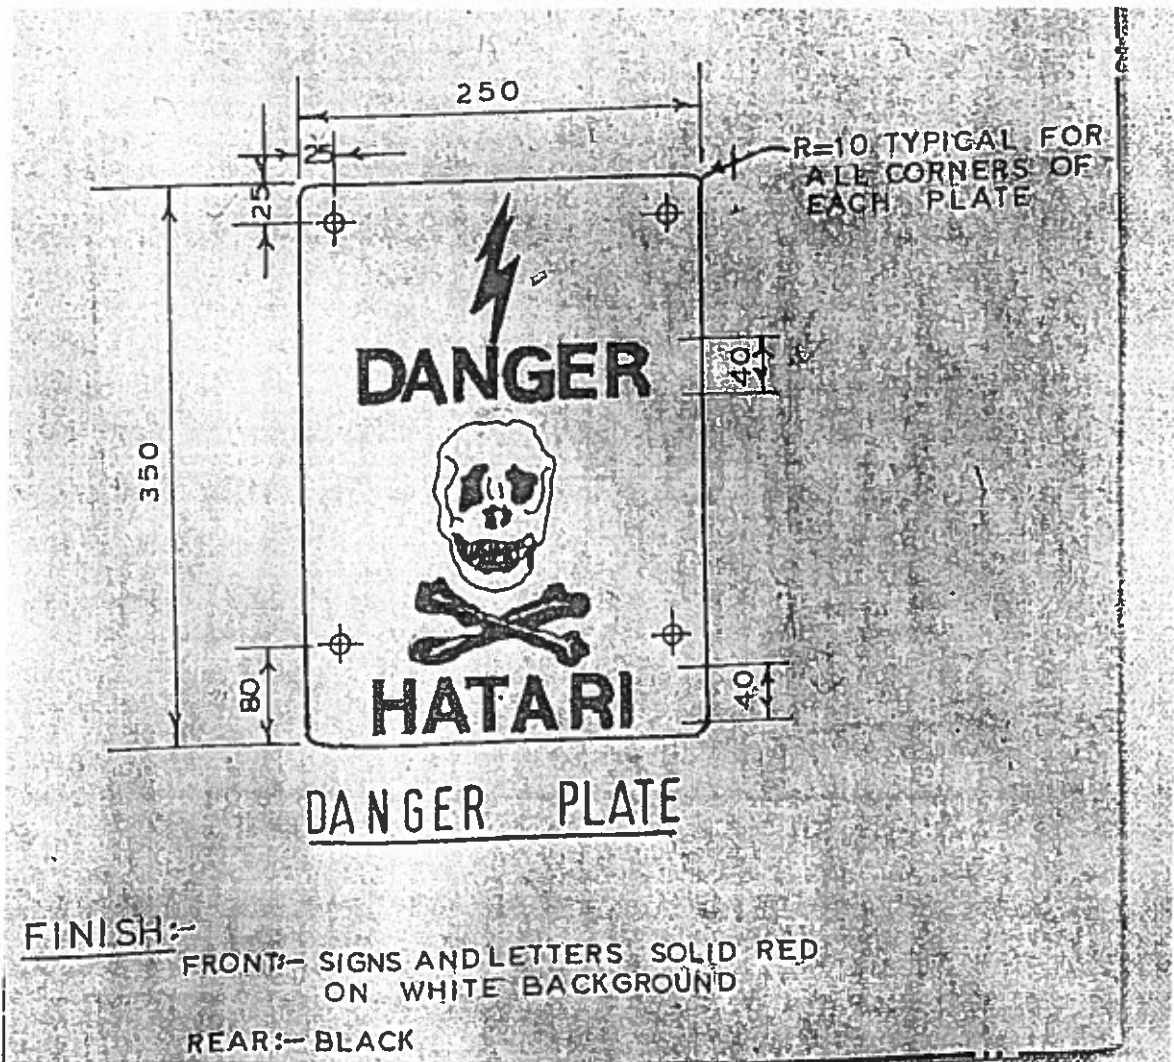 250
25
R=10 TYPICAL FOR
ALL CORNERS OF
EACH PLATE
25
DANGER
40
350
80
40
HATARI
DANGER PLATE
FINISH:-
FRONT:- SIGNS AND LETTERS SOLID RED
ON WHITE BACKGROUND
REAR:- BLACK